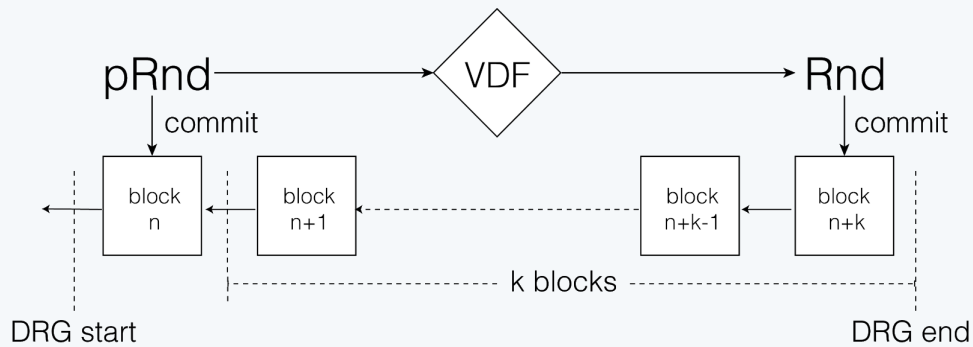 pRnd
VDF
Rnd
commit
commit
block
n
block
n+1
block
n+k-1
block
n+k
k blocks
DRG start
DRG end